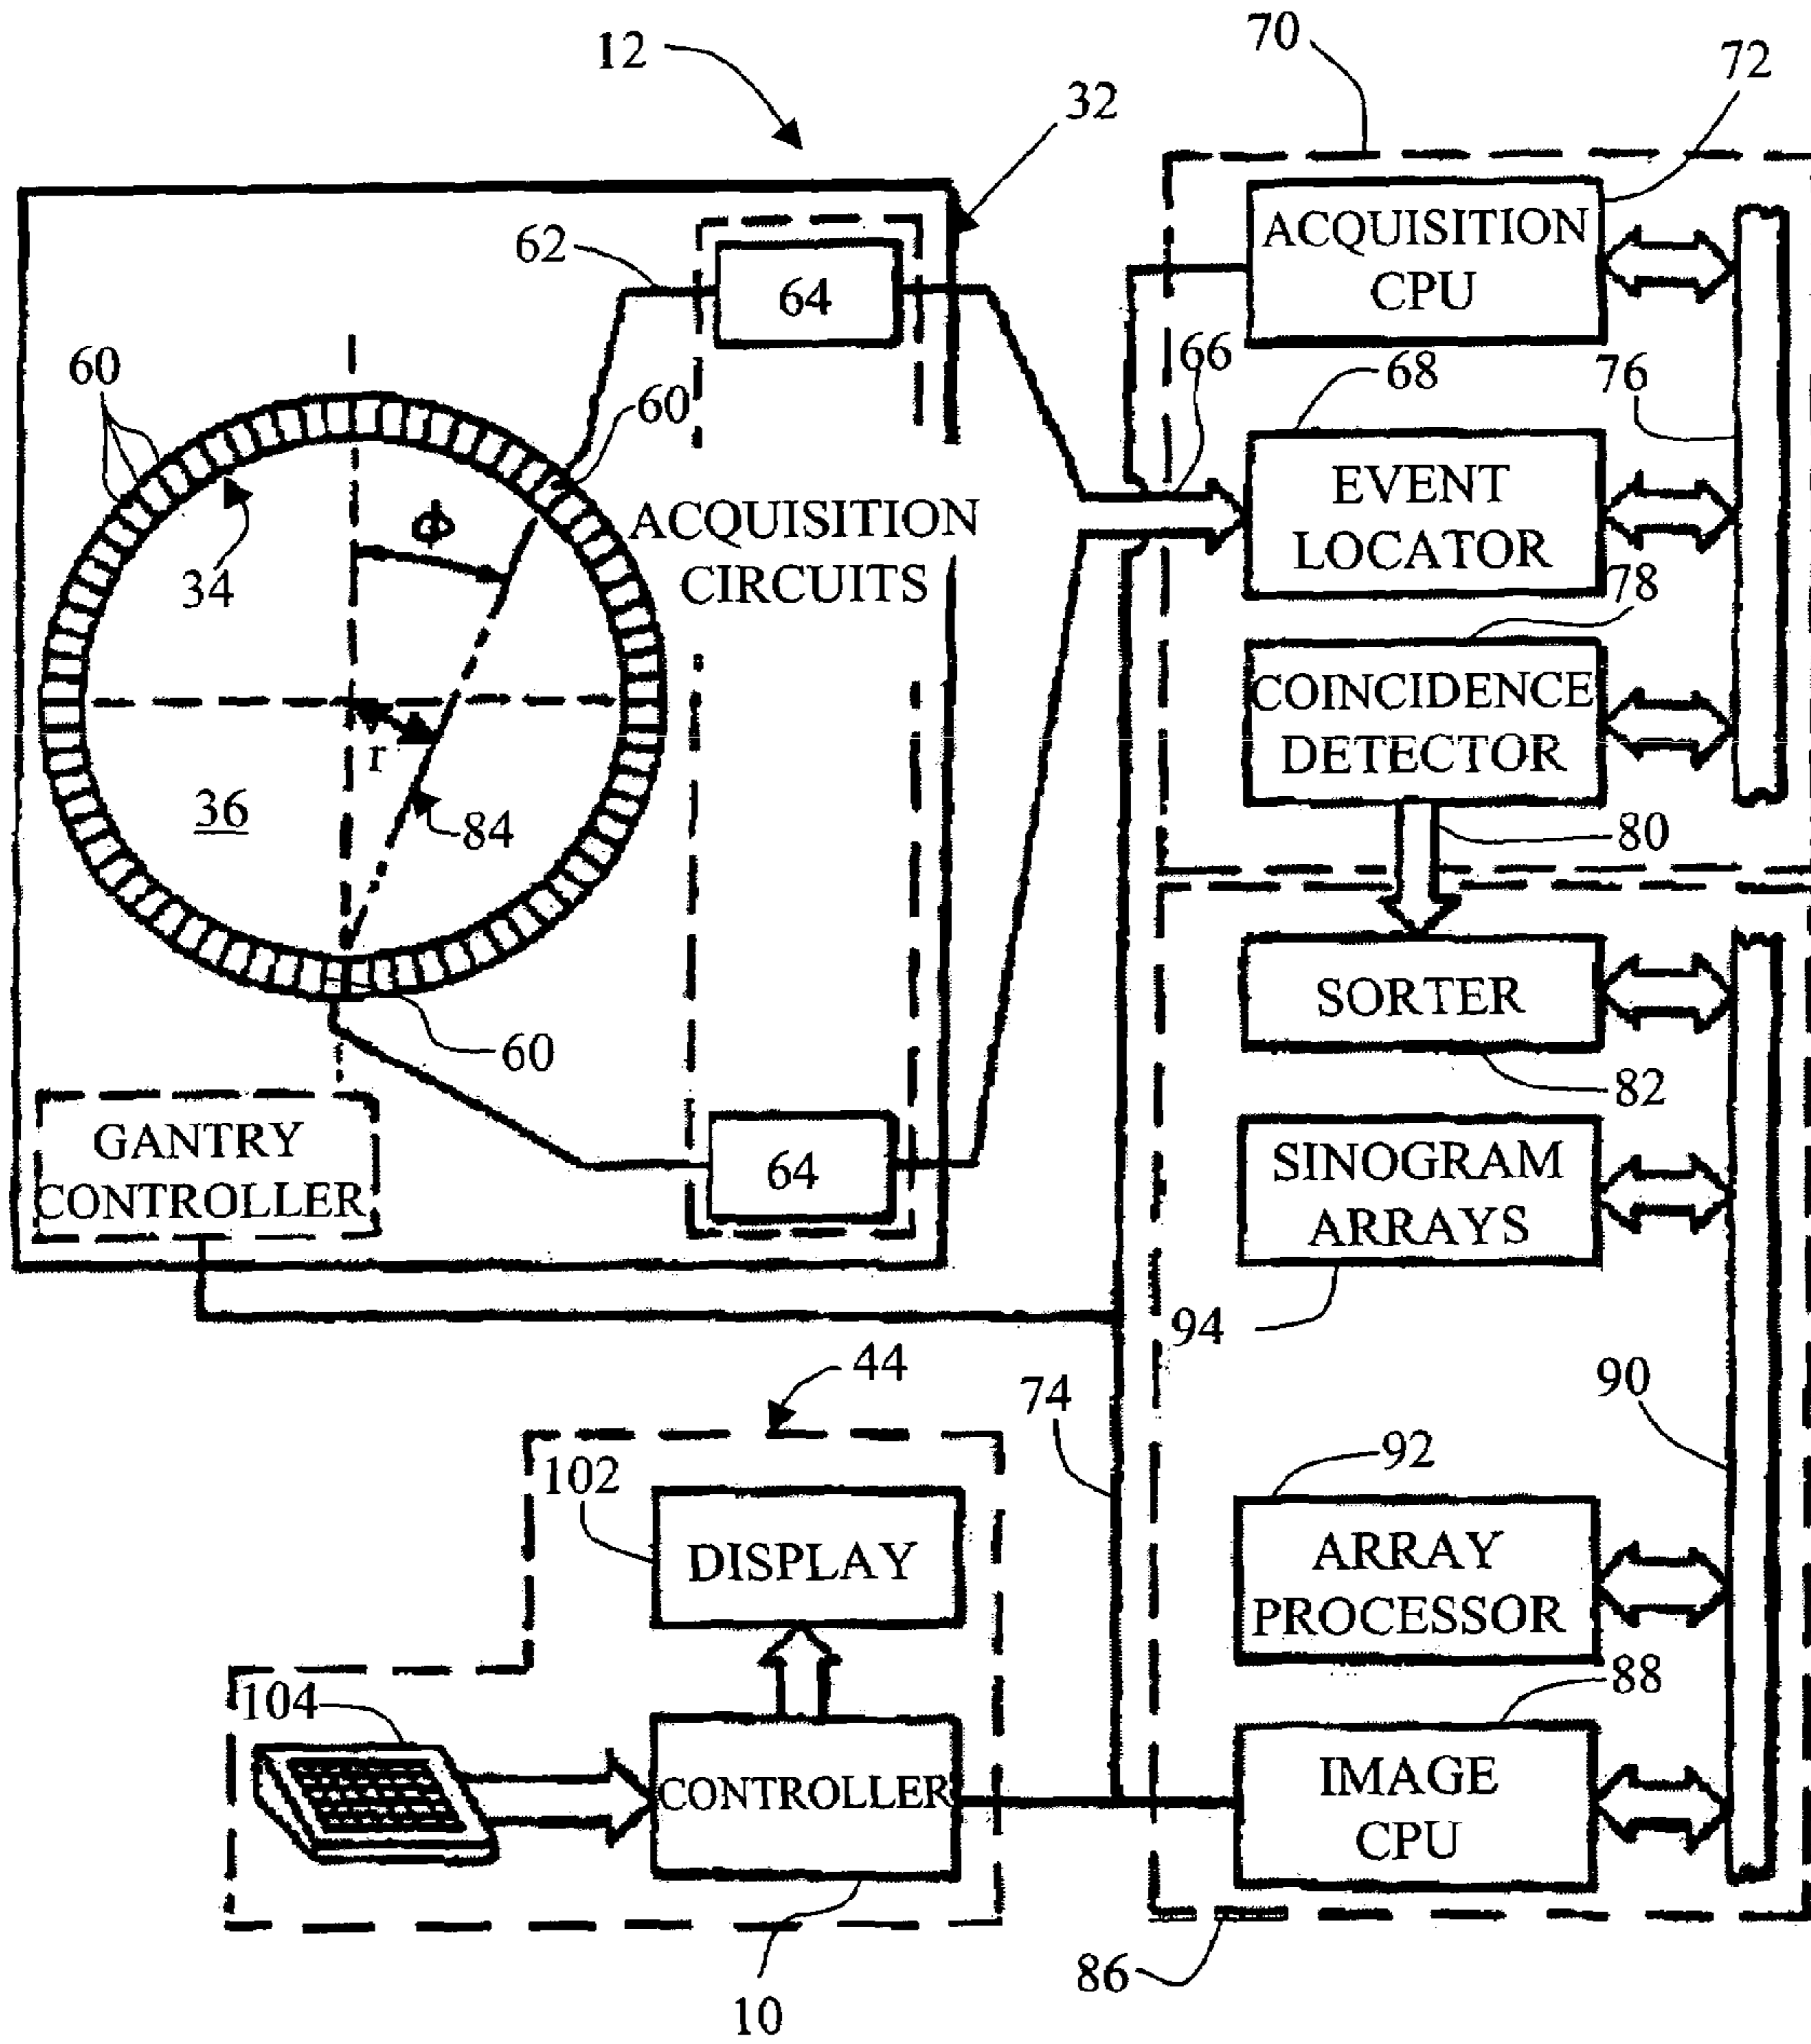 12
70
72
32
62
64
ACQUISITION
CPU
66
68
76
60
60
Φ
34
ACQUISITION
CIRCUITS
EVENT
LOCATOR
78
COINCIDENCE
DETECTOR
r
36
84
80
SORTER
82
60
GANTRY
CONTROLLER
64
SINOGRAM
ARRAYS
94
44
74
90
92
102
DISPLAY
ARRAY
PROCESSOR
88
104
CONTROLLER
IMAGE
CPU
86
10